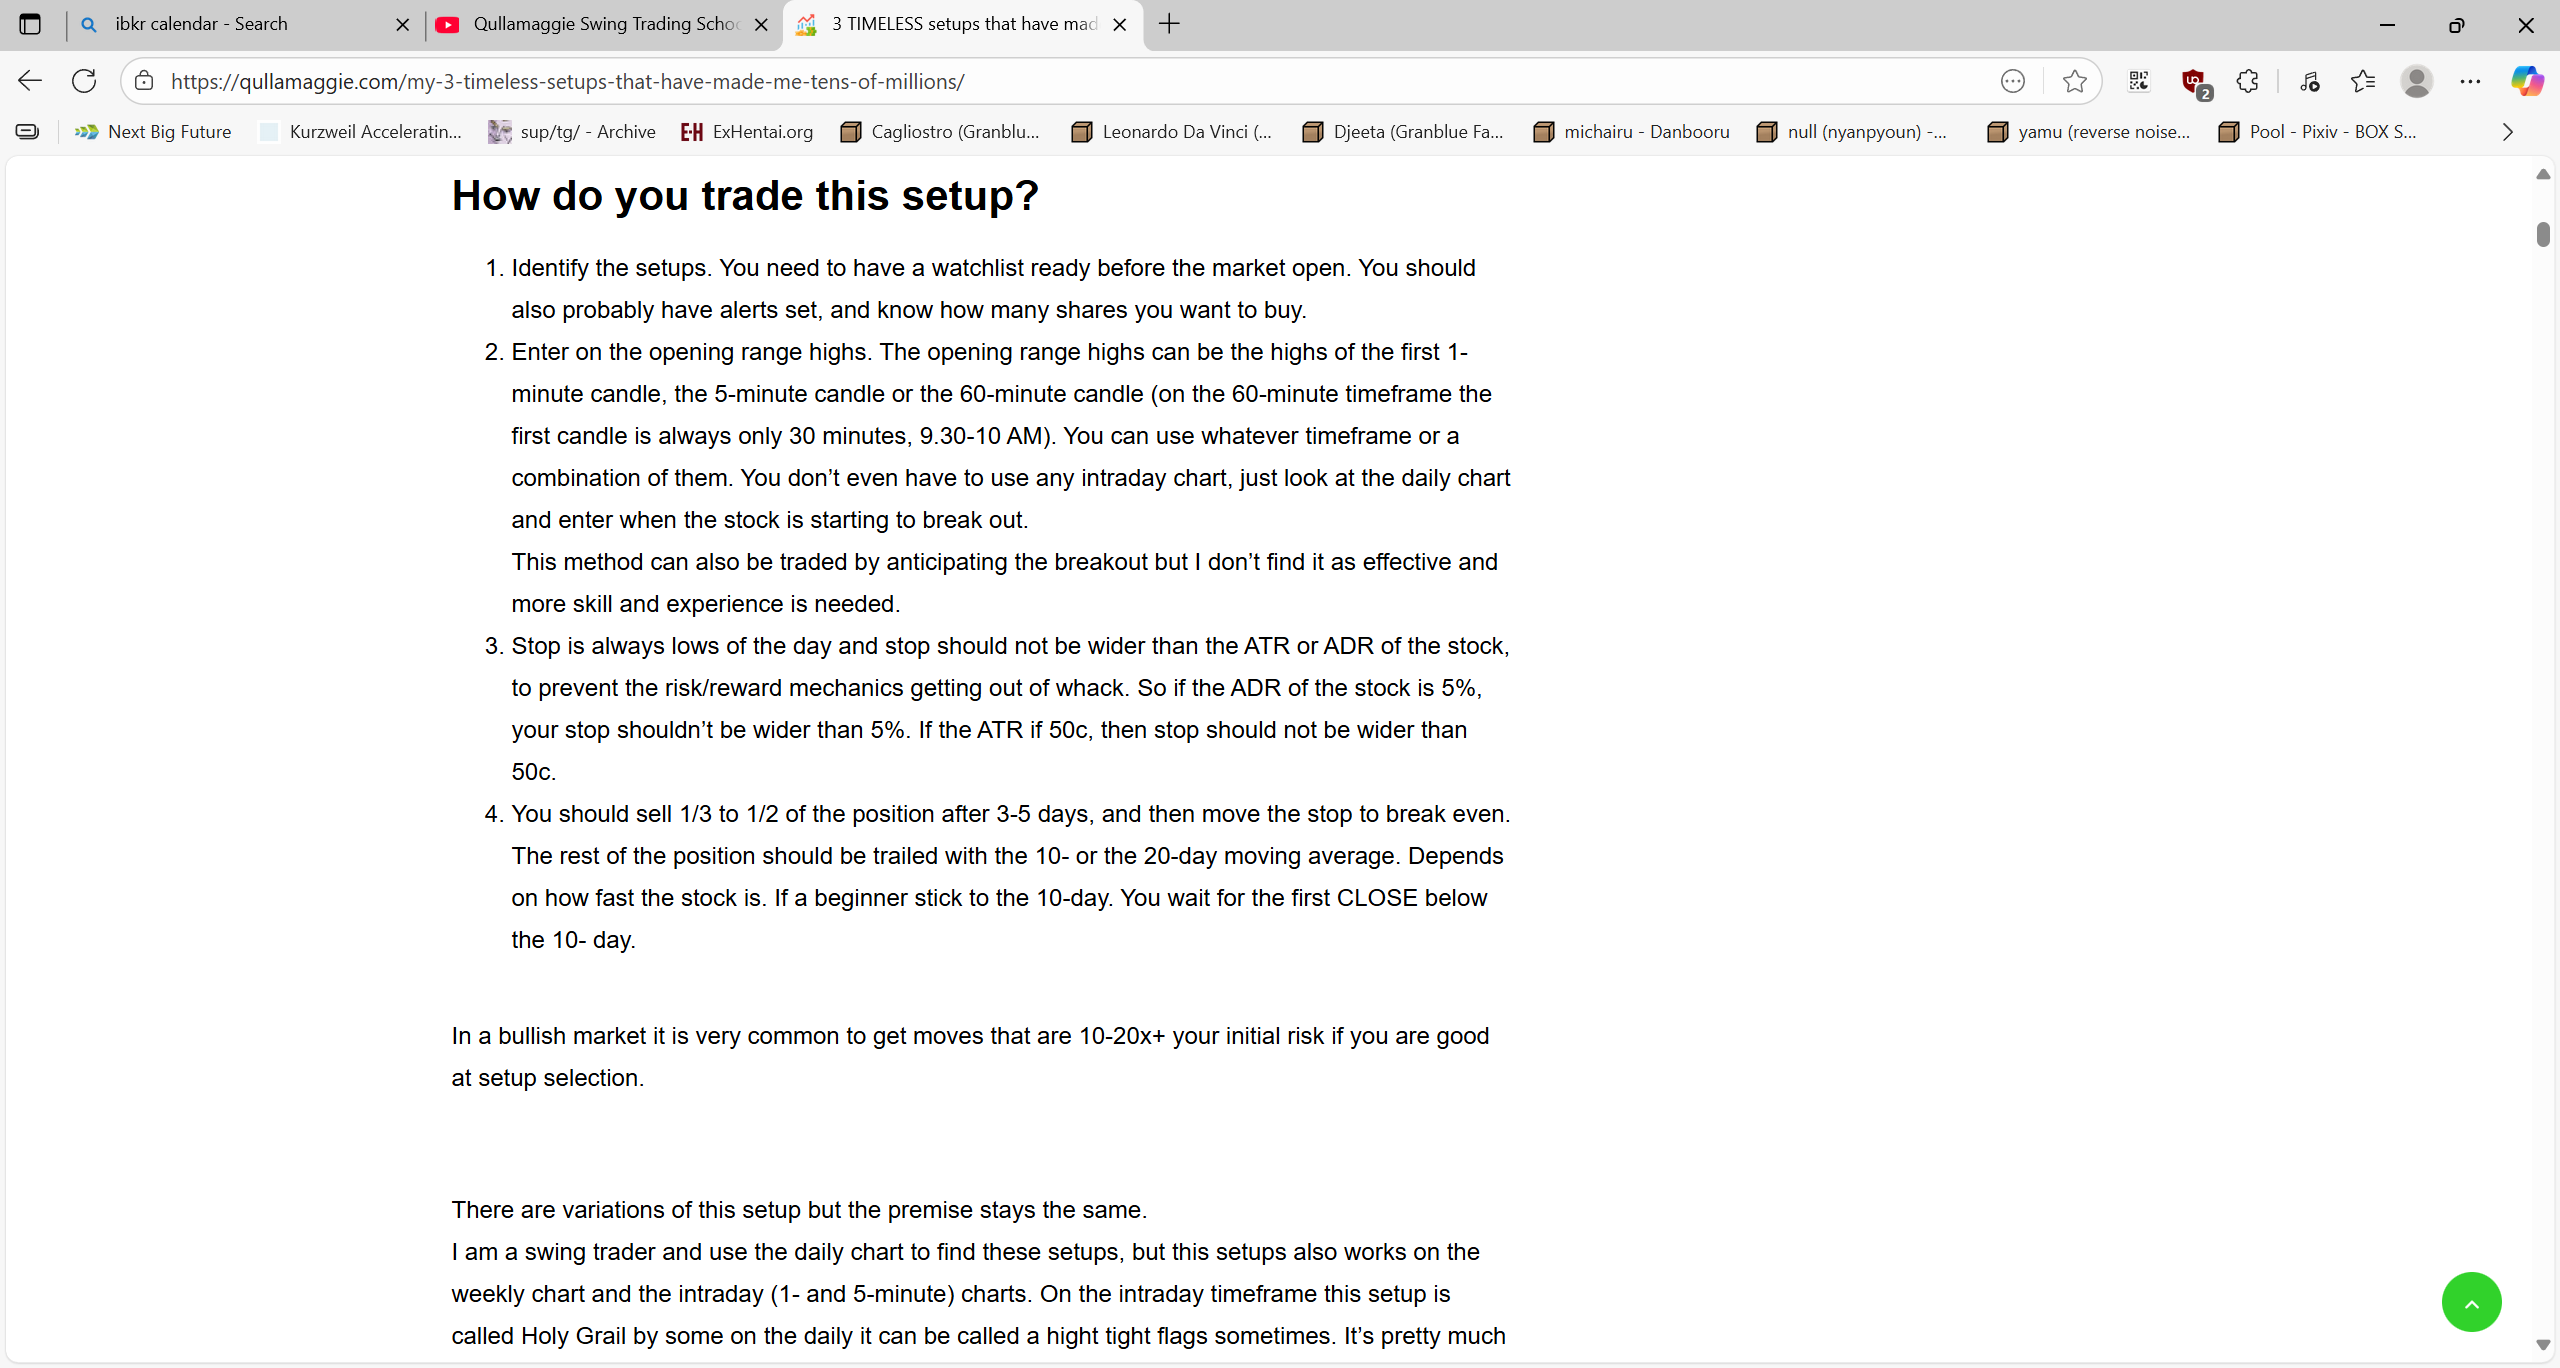 ibkr calendar - Search
Qullamaggie Swing Trading Schoo
3 TIMELESS setups that have mad
https://qullamaggie.com/my-3-timeless-setups-that-have-made-me-tens-of-millions/
2
Next Big Future
Kurzweil Acceleratin...
sup/tg/ - Archive
E-H ExHentai.org
Cagliostro (Granblu...
Leonardo Da Vinci (...
Djeeta (Granblue Fa...
michairu - Danbooru
null (nyanpyoun) -...
yamu (reverse noise...
Pool - Pixiv - BOX S...
How do you trade this setup?
1. Identify the setups. You need to have a watchlist ready before the market open. You should
also probably have alerts set, and know how many shares you want to buy.
2. Enter on the opening range highs. The opening range highs can be the highs of the first 1-
minute candle, the 5-minute candle or the 60-minute candle (on the 60-minute timeframe the
first candle is always only 30 minutes, 9.30-10 AM). You can use whatever timeframe or a
combination of them. You don’t even have to use any intraday chart, just look at the daily chart
and enter when the stock is starting to break out.
This method can also be traded by anticipating the breakout but I don’t find it as effective and
more skill and experience is needed.
3. Stop is always lows of the day and stop should not be wider than the ATR or ADR of the stock,
to prevent the risk/reward mechanics getting out of whack. So if the ADR of the stock is 5%,
your stop shouldn’t be wider than 5%. If the ATR if 50c, then stop should not be wider than
50c.
4. You should sell 1/3 to 1/2 of the position after 3-5 days, and then move the stop to break even.
The rest of the position should be trailed with the 10- or the 20-day moving average. Depends
on how fast the stock is. If a beginner stick to the 10-day. You wait for the first CLOSE below
the 10- day.
In a bullish market it is very common to get moves that are 10-20x+ your initial risk if you are good
at setup selection.
There are variations of this setup but the premise stays the same.
I am a swing trader and use the daily chart to find these setups, but this setups also works on the
weekly chart and the intraday (1- and 5-minute) charts. On the intraday timeframe this setup is
called Holy Grail by some on the daily it can be called a hight tight flags sometimes. It’s pretty much